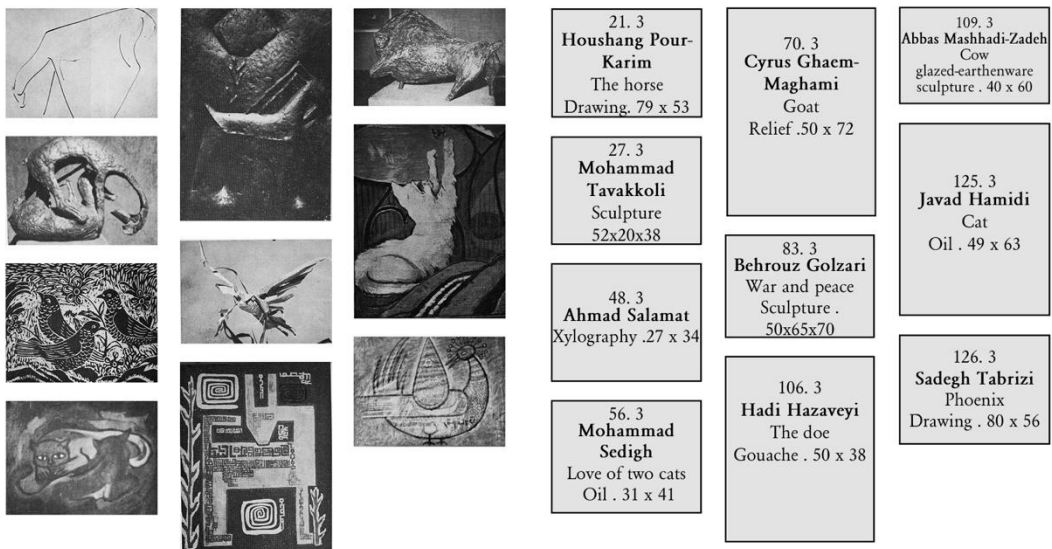 21. 3
Houshang Pour-
Karim
The horse
Drawing. 79 x 53
27. 3
Mohammad
Tavakkoli
Sculpture
52x20x38
48. 3
Ahmad Salamat
Xylography .27 x 34
56. 3
Mohammad
Sedigh
Love of two cats
Oil . 31 x 41
70. 3
Cyrus Ghaem-
Maghami
Goat
Relief .50 x 72
83. 3
Behrouz Golzari
War and peace
Sculpture .
50x65x70
106. 3
Hadi Hazaveyi
The doe
Gouache . 50 x 38
109. 3
Abbas Mashhadi-Zadeh
Cow
glazed-earthenware
sculpture . 40 x 60
125. 3
Javad Hamidi
Cat
Oil . 49 x 63
126. 3
Sadegh Tabrizi
Phoenix
Drawing . 80 x 56